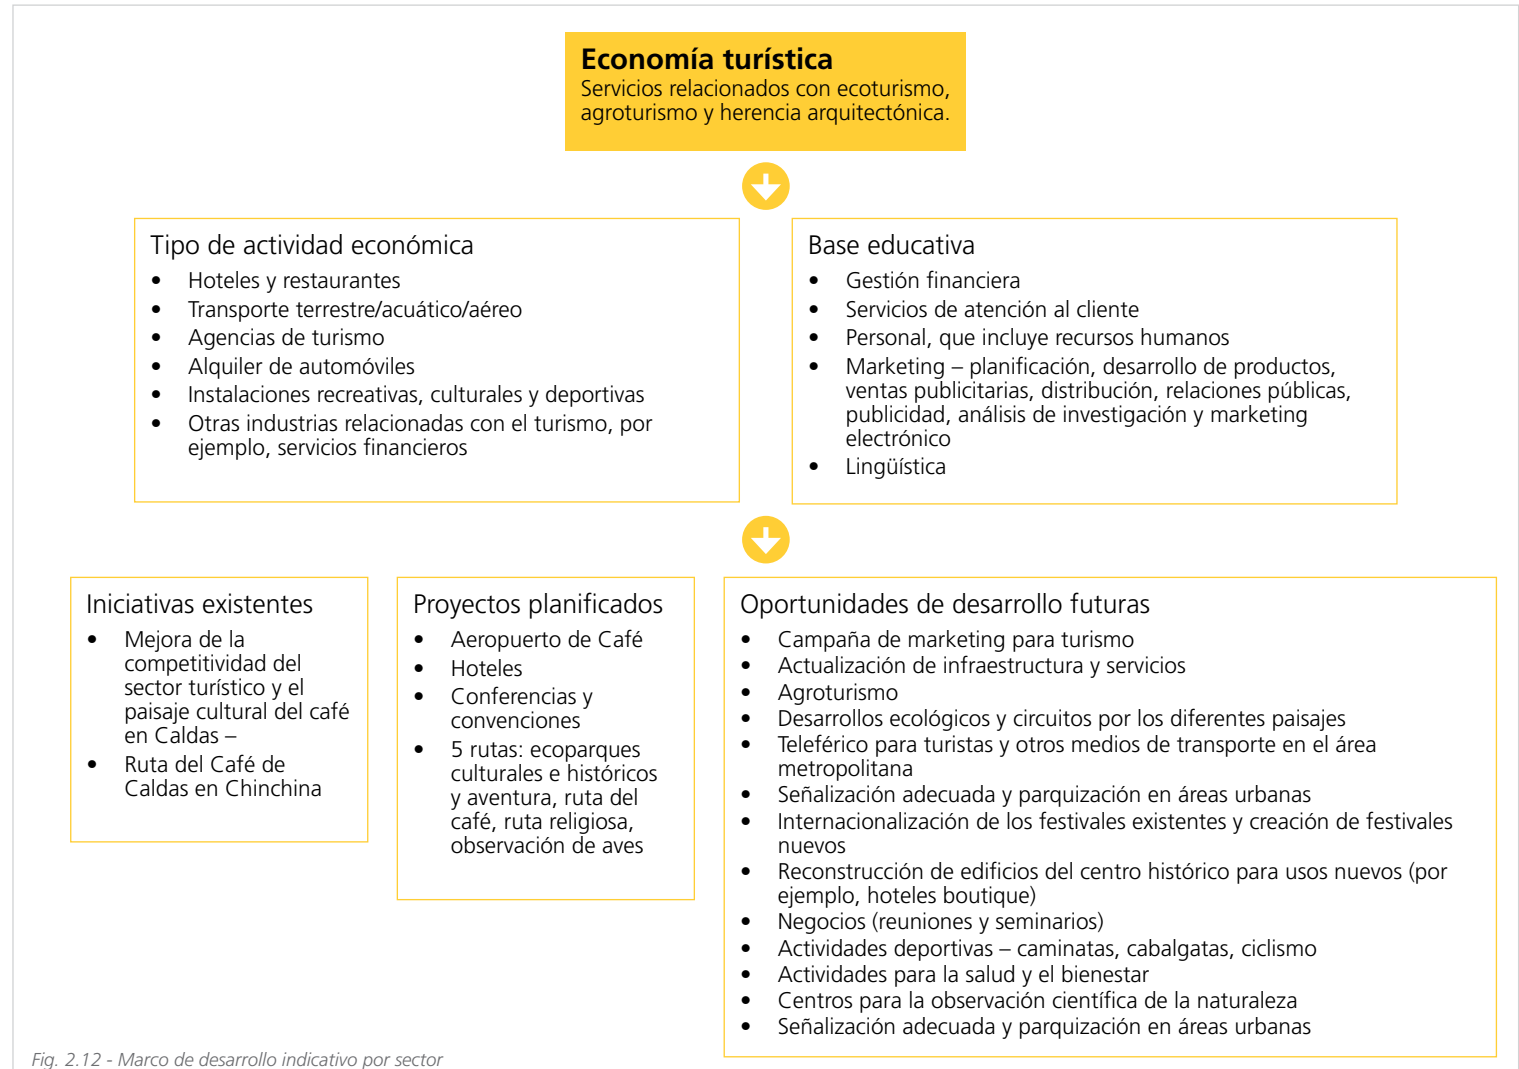 Economía turística
Servicios relacionados con ecoturismo,
agroturismo y herencia arquitectónica.
Tipo de actividad económica
• Hoteles y restaurantes
• Transporte terrestre/acuático/aéreo
• Agencias de turismo
• Alquiler de automóviles
• Instalaciones recreativas, culturales y deportivas
• Otras industrias relacionadas con el turismo, por
ejemplo, servicios financieros
Base educativa
• Gestión financiera
• Servicios de atención al cliente
• Personal, que incluye recursos humanos
• Marketing – planificación, desarrollo de productos,
ventas publicitarias, distribución, relaciones públicas,
publicidad, análisis de investigación y marketing
electrónico
• Lingüística
Iniciativas existentes
• Mejora de la
competitividad del
sector turístico y el
paisaje cultural del café
en Caldas –
• Ruta del Café de
Caldas en Chinchina
Proyectos planificados
• Aeropuerto de Café
• Hoteles
• Conferencias y
convenciones
• 5 rutas: ecoparques
culturales e históricos
y aventura, ruta del
café, ruta religiosa,
observación de aves
Oportunidades de desarrollo futuras
• Campaña de marketing para turismo
• Actualización de infraestructura y servicios
• Agroturismo
• Desarrollos ecológicos y circuitos por los diferentes paisajes
• Teleférico para turistas y otros medios de transporte en el área
metropolitana
• Señalización adecuada y parquización en áreas urbanas
• Internacionalización de los festivales existentes y creación de festivales
nuevos
• Reconstrucción de edificios del centro histórico para usos nuevos (por
ejemplo, hoteles boutique)
• Negocios (reuniones y seminarios)
• Actividades deportivas – caminatas, cabalgatas, ciclismo
• Actividades para la salud y el bienestar
• Centros para la observación científica de la naturaleza
• Señalización adecuada y parquización en áreas urbanas
Fig. 2.12 - Marco de desarrollo indicativo por sector